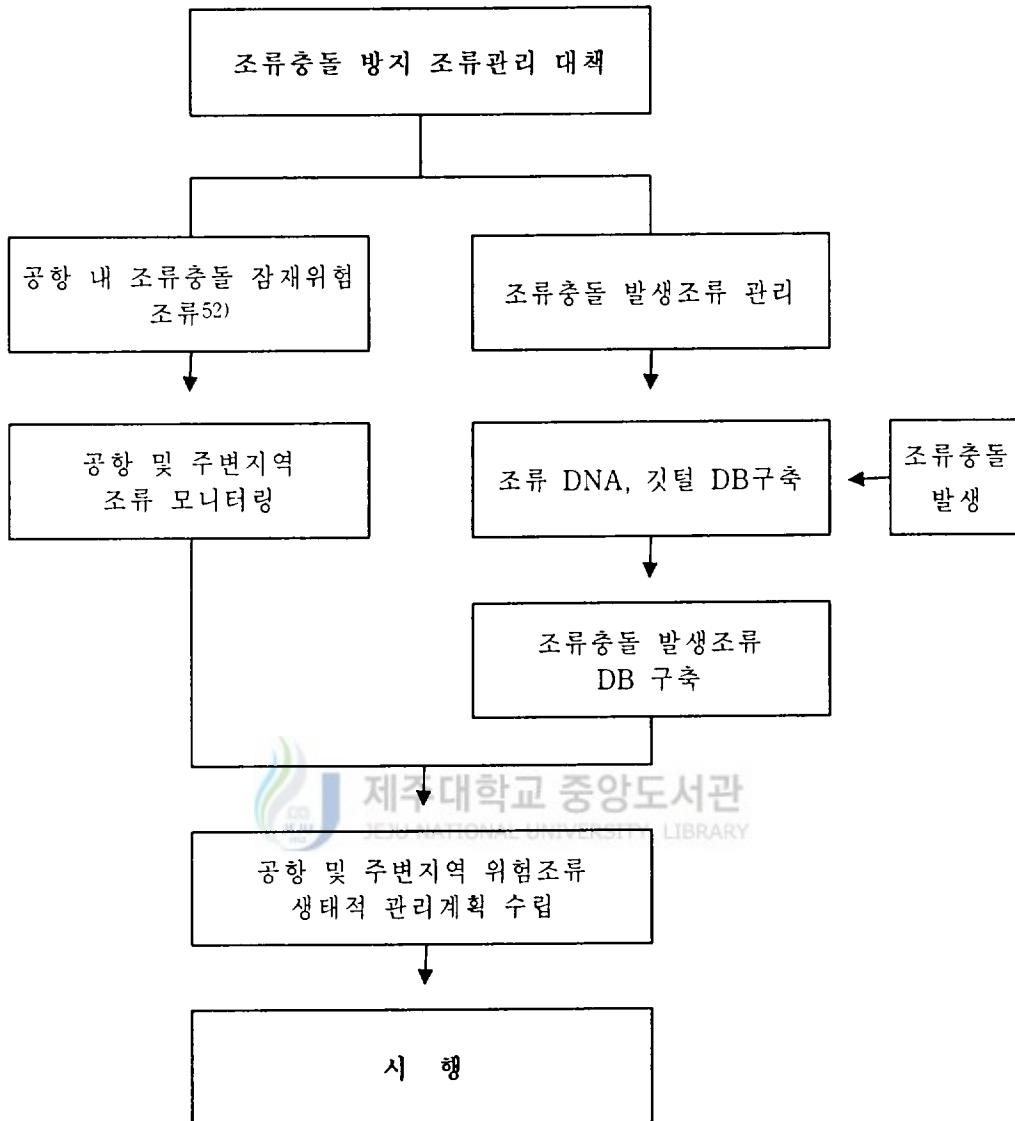 조류충돌 방지 조류관리 대책
공항 내 조류충돌 잠재위험
조류52)
조류충돌 발생조류 관리
공항 및 주변지역
조류 모니터링
조류 DNA, 깃털 DB구축
조류충돌
발생
조류충돌 발생조류
DB 구축
제주대학교 중앙도서관
JEJU NATIONAL UNIVERSITY LIBRARY
공항 및 주변지역 위험조류
생태적 관리계획 수립
시 행